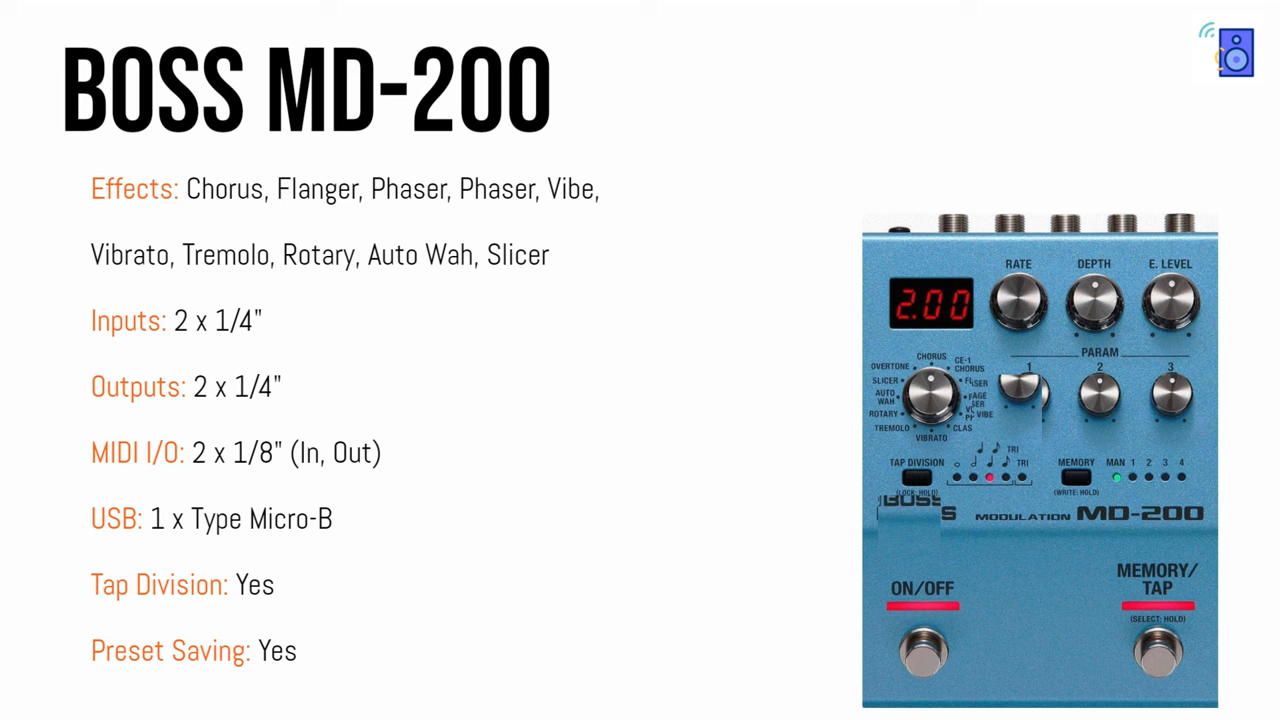 BOSS MD-200
Effects: Chorus, Flanger, Phaser, Phaser, Vibe,
Vibrato, Tremolo, Rotary, Auto Wah, Slicer
Inputs: 2 x 1/4"
Outputs: 2 x 1/4"
MIDI I/O: 2 x 1/8" (In, Out)
USB: 1 x Type Micro-B
Tap Division: Yes
Preset Saving: Yes
RATE DEPTH E. LEVEL
2.00
PARAM
1 2 3
CHORUS
CE-1
CHORUS
OVERTONE
SLICER
AUTO
WAH
VIBE
ROTARY
TREMOLO
CLAS
VIBRATO
TRI
TAP DIVISION TRI MEMORY MAN 1 2 3 4
(LOCK: HOLD) (WRITE: HOLD)
BOSS
MODULATION MD-200
ON/OFF
MEMORY/
TAP
(SELECT: HOLD)